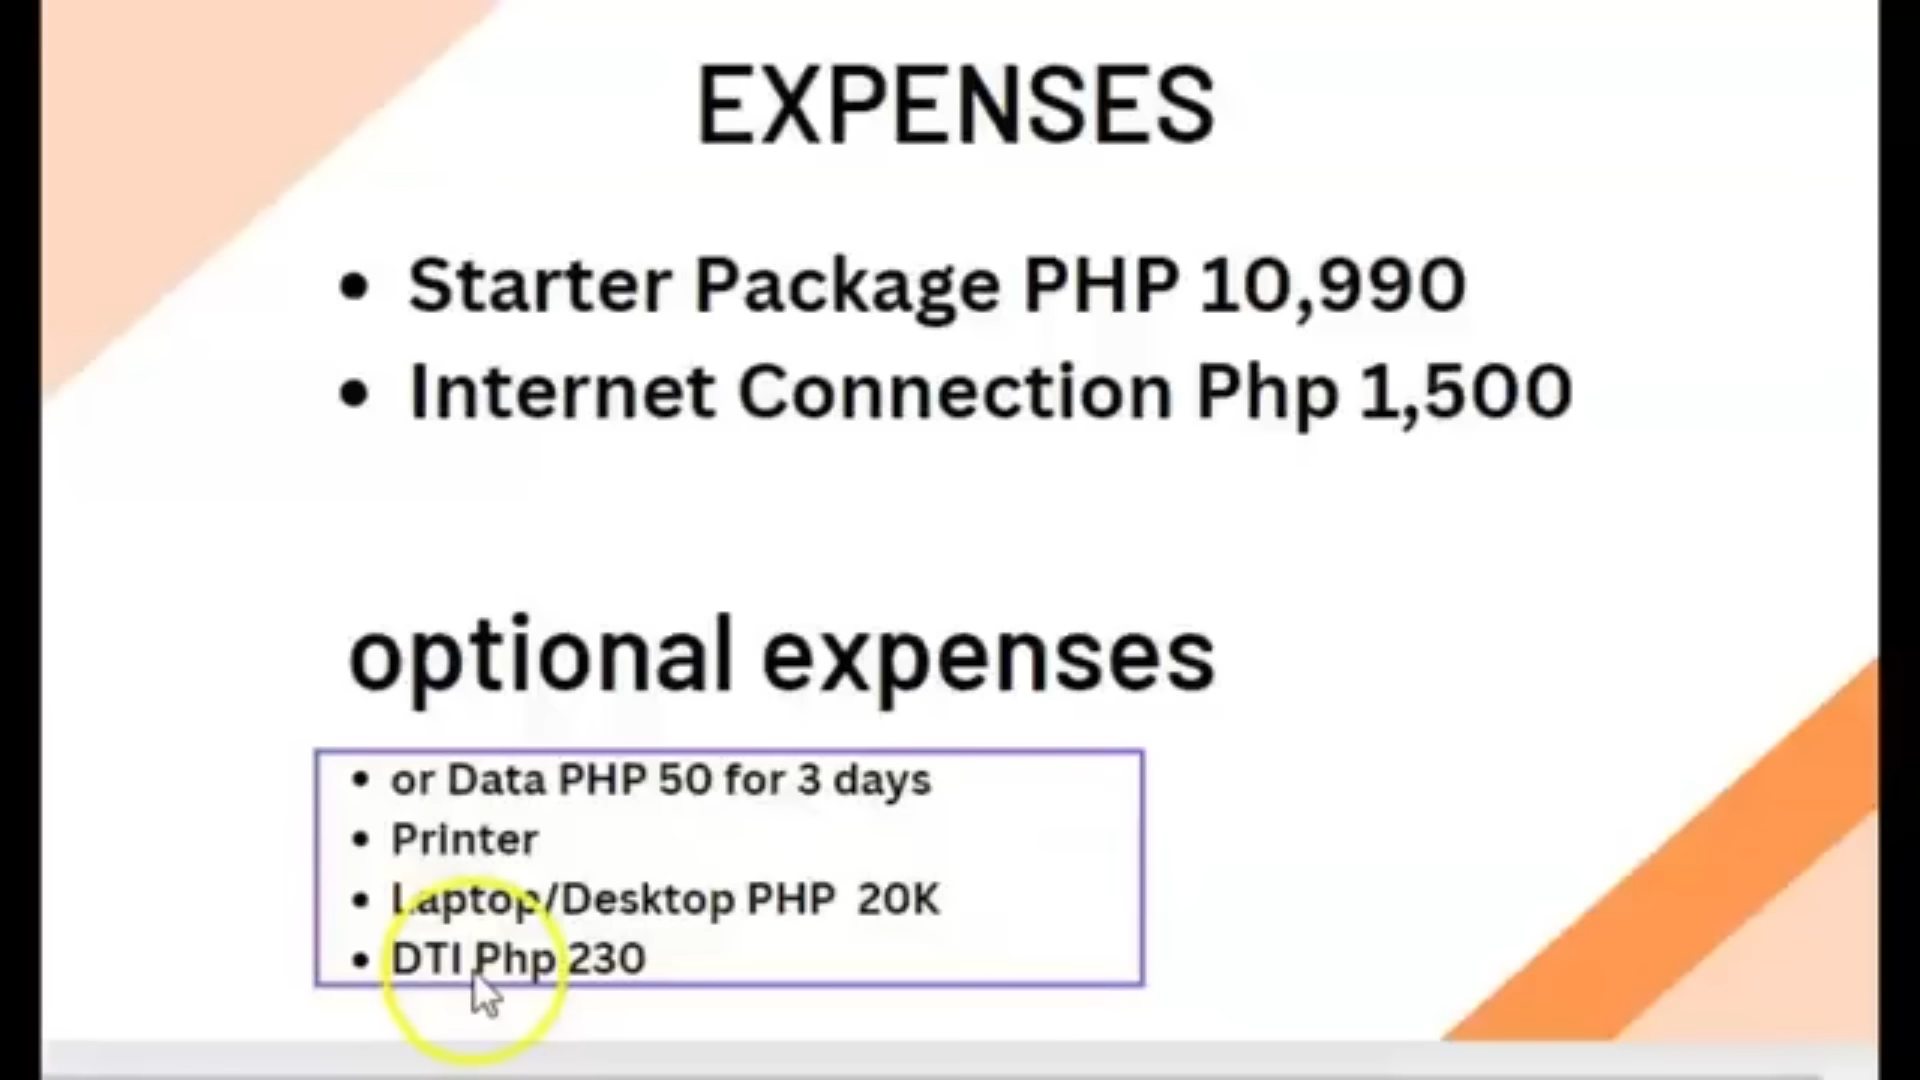 EXPENSES
• Starter Package PHP 10,990
• Internet Connection Php 1,500
optional expenses
• or Data PHP 50 for 3 days
• Printer
• Laptop/Desktop PHP 20K
• DTI Php 230